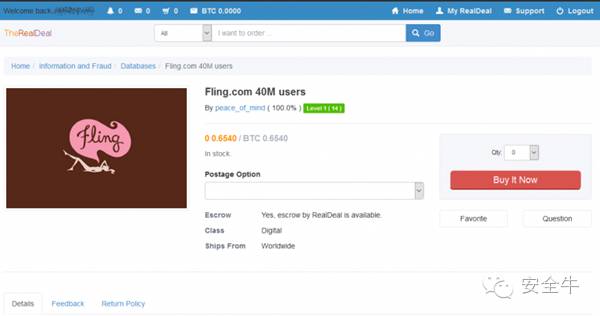 Welcome back, 0 0 0 BTC 0.0000 Home My RealDeal Support Logout
TheRealDeal All I want to order ... Go
Home / Information and Fraud / Databases / Fling.com 40M users
Fling
Fling.com 40M users
By peace_of_mind ( 100.0% ) Level 1 ( 14 )
0 0.6540 / BTC 0.6540
In stock
Qty: 0
Buy It Now
Postage Option
Favorite Question
Escrow Yes, escrow by RealDeal is available.
Class Digital
Ships From Worldwide
安全牛
Details Feedback Return Policy